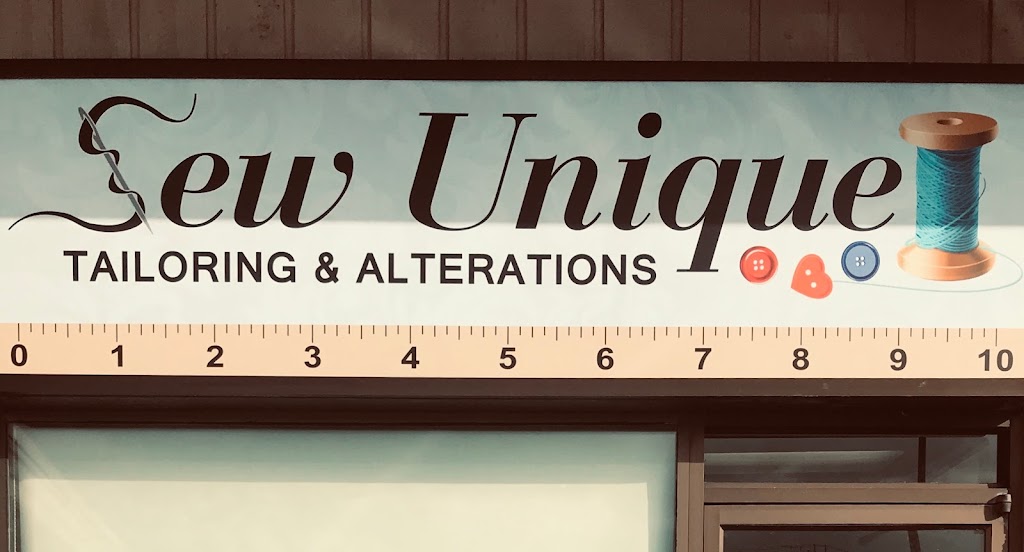 Sew Unique
TAILORING & ALTERATIONS
0 1 2 3 4 5 6 7 8 9 10